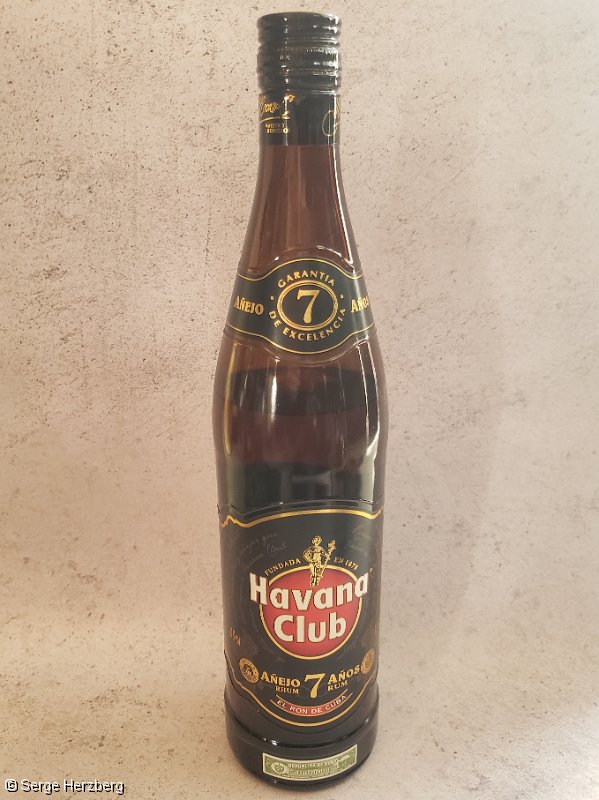 7
GARANTIA
AÑEJO 7 AÑOS
DE EXCELENCIA
FUNDADA EN 1878
Havana
Club
AÑEJO 7 AÑOS
RHUM RUM
EL RON DE CUBA
© Serge Herzberg